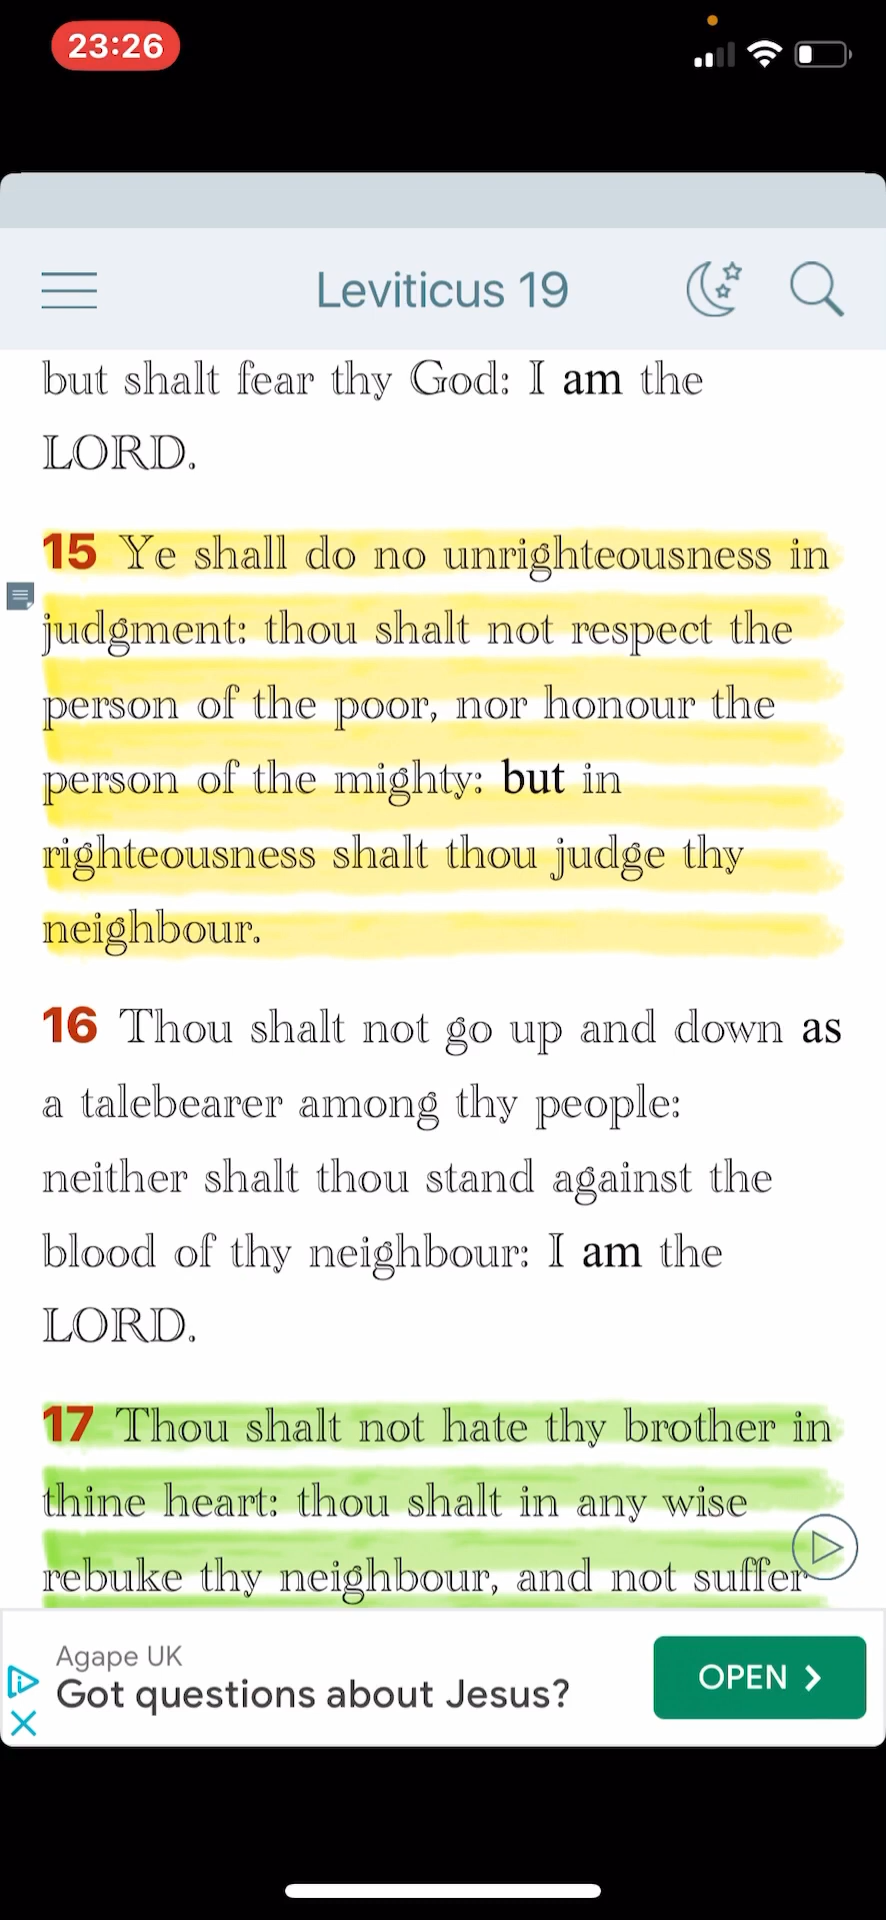 23:26
Leviticus 19
but shalt fear thy God: I am the
LORD.
15 Ye shall do no unrighteousness in
judgment: thou shalt not respect the
person of the poor, nor honour the
person of the mighty: but in
righteousness shalt thou judge thy
neighbour.
16 Thou shalt not go up and down as
a talebearer among thy people:
neither shalt thou stand against the
blood of thy neighbour: I am the
LORD.
17 Thou shalt not hate thy brother in
thine heart: thou shalt in any wise
rebuke thy neighbour, and not suffer
Agape UK
Got questions about Jesus?
OPEN